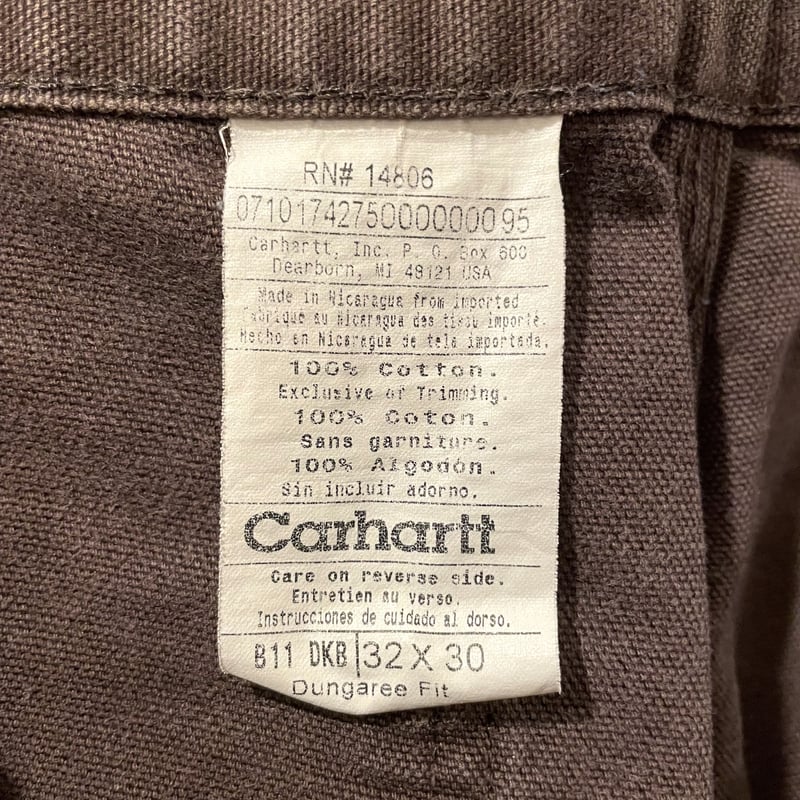 RN# 14806
07101742750000000095
Carhartt, Inc. P. O. Box 600
Dearborn, MI 49121 USA
Made in Nicaragua from imported
abrique au nicaragua des tissu importé.
Hecho en Nicaragua de tela importada.
100% Cotton.
Exclusive of Trimming.
100% Coton.
Sans garniture.
100% Algodón.
Sin incluir adorno.
Carhartt
Care on reverse side.
Entretien au verso.
Instrucciones de cuidado al dorso.
B11 DKB 32 X 30
Dungaree Fit